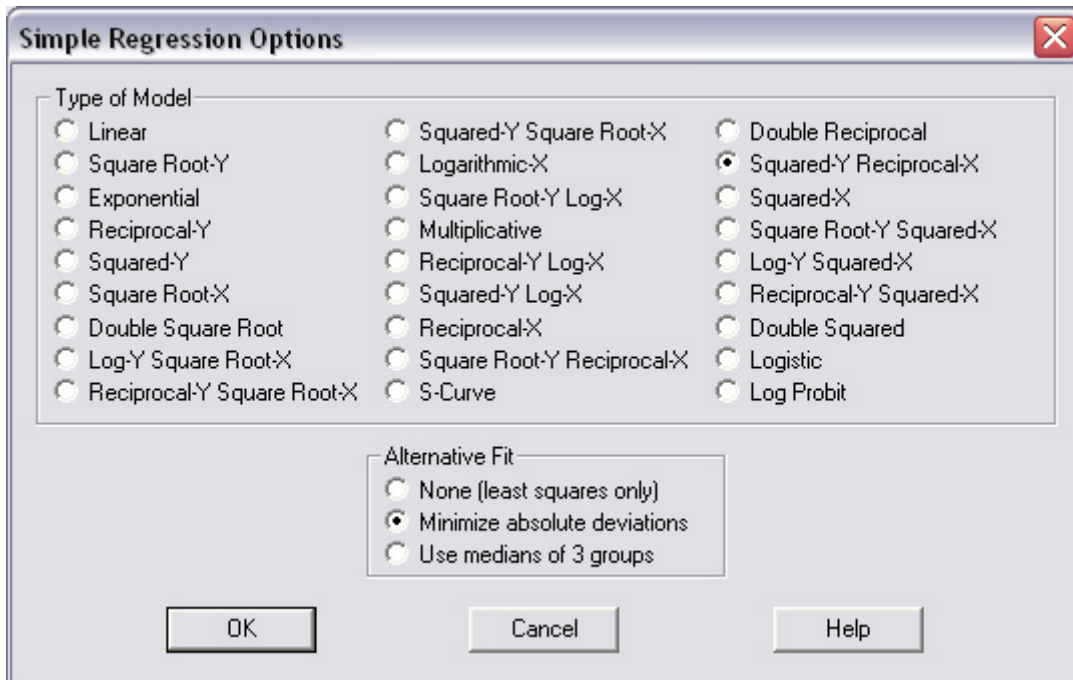 Simple Regression Options
Type of Model
Linear
Square Root-Y
Exponential
Reciprocal-Y
Squared-Y
Square Root-X
Double Square Root
Log-Y Square Root-X
Reciprocal-Y Square Root-X
Squared-Y Square Root-X
Logarithmic-X
Square Root-Y Log-X
Multiplicative
Reciprocal-Y Log-X
Squared-Y Log-X
Reciprocal-X
Square Root-Y Reciprocal-X
S-Curve
Double Reciprocal
Squared-Y Reciprocal-X
Squared-X
Square Root-Y Squared-X
Log-Y Squared-X
Reciprocal-Y Squared-X
Double Squared
Logistic
Log Probit
Alternative Fit
None (least squares only)
Minimize absolute deviations
Use medians of 3 groups
OK
Cancel
Help